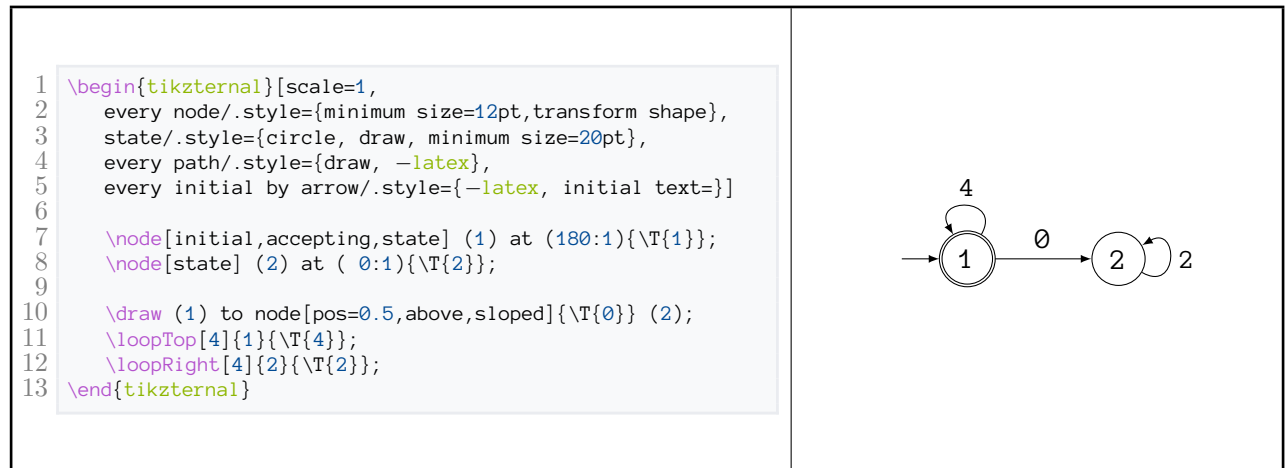 1 \begin{tikzternal}[scale=1,
2 every node/.style={minimum size=12pt,transform shape},
3 state/.style={circle, draw, minimum size=20pt},
4 every path/.style={draw, −latex},
5 every initial by arrow/.style={−latex, initial text=}]
6
7 \node[initial,accepting,state] (1) at (180:1){\T{1}};
8 \node[state] (2) at ( 0:1){\T{2}};
9
10 \draw (1) to node[pos=0.5,above,sloped]{\T{0}} (2);
11 \loopTop[4]{1}{\T{4}};
12 \loopRight[4]{2}{\T{2}};
13 \end{tikzternal}
4
0
1 2 2